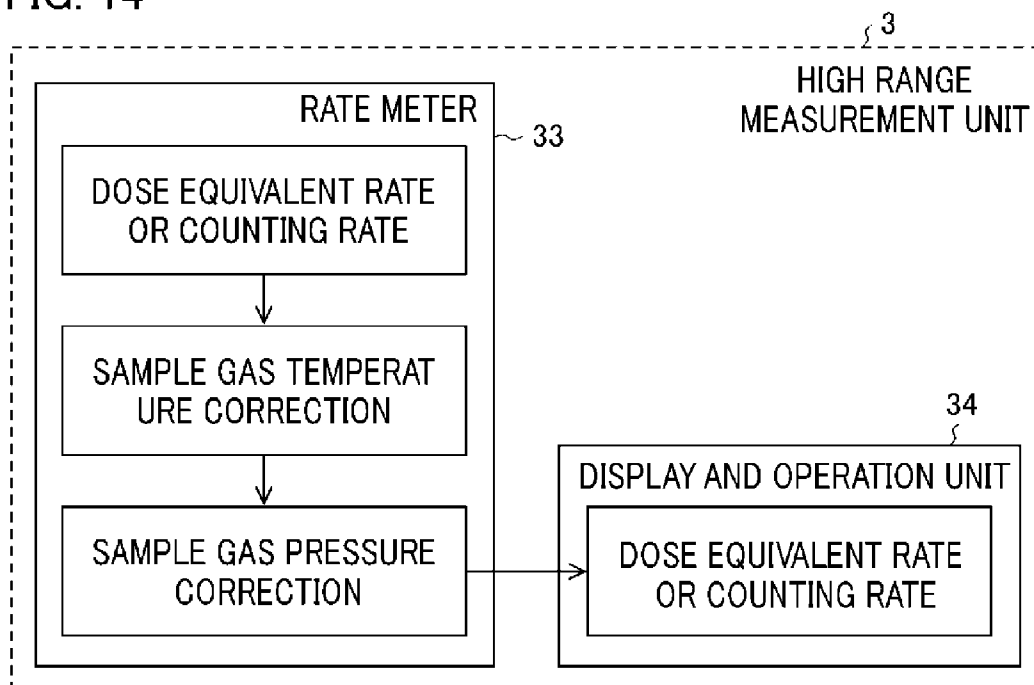 FIG. 14
3
HIGH RANGE
MEASUREMENT UNIT
RATE METER
33
DOSE EQUIVALENT RATE
OR COUNTING RATE
SAMPLE GAS TEMPERAT
URE CORRECTION
SAMPLE GAS PRESSURE
CORRECTION
34
DISPLAY AND OPERATION UNIT
DOSE EQUIVALENT RATE
OR COUNTING RATE